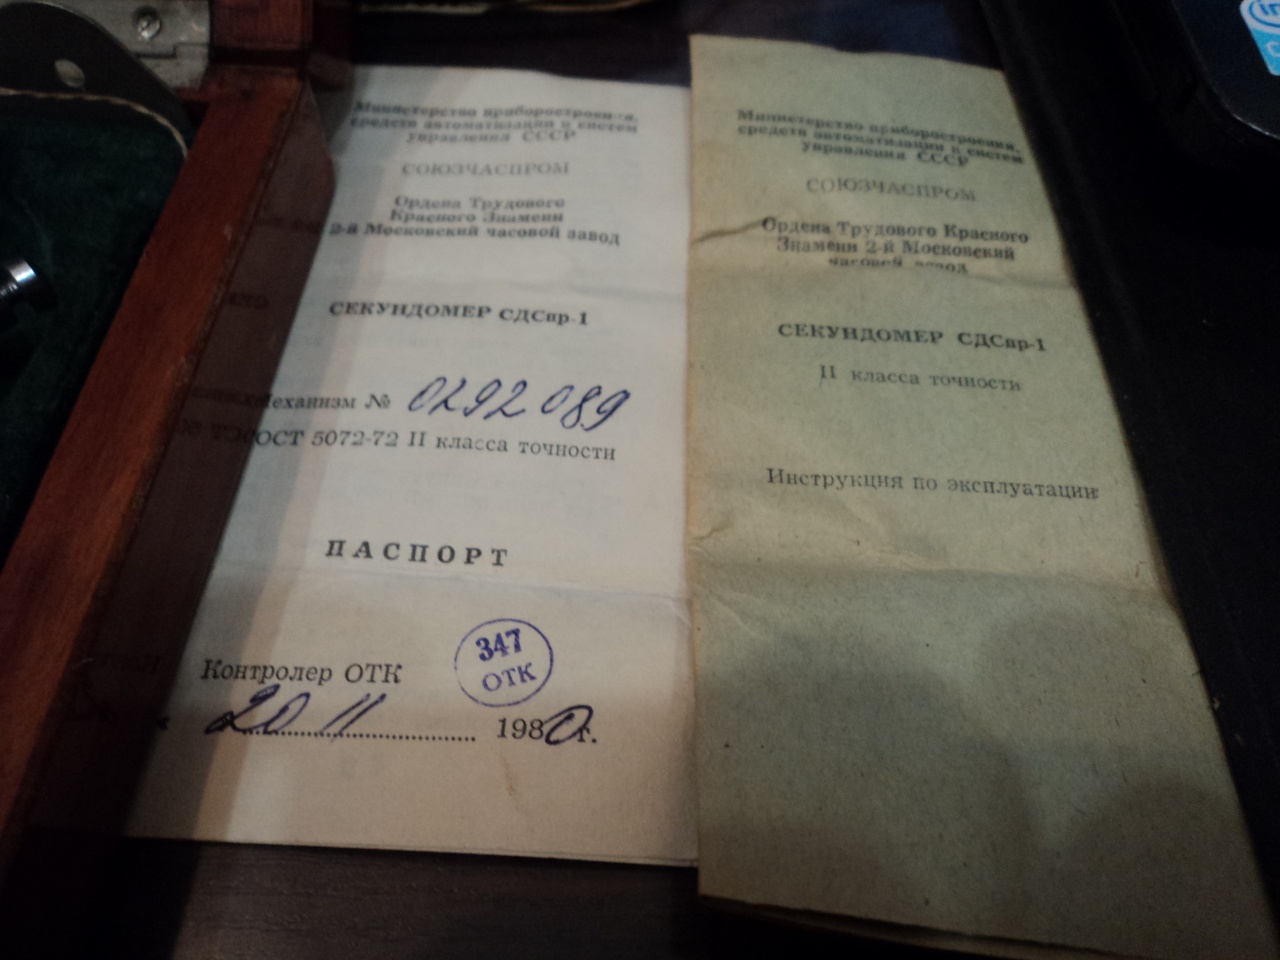 Министерство приборостроения,
средств автоматизации и систем
управления СССР
СОЮЗЧАСПРОМ
Ордена Трудового
Красного Знамени
2-й Московский часовой завод
СЕКУНДОМЕР СДСпр-1
Механизм № 0292089
ГОСТ 5072-72 II класса точности
ПАСПОРТ
347
ОТК
Контролер ОТК
20 11 1980 г.
Министерство приборостроения,
средств автоматизации и систем
управления СССР
СОЮЗЧАСПРОМ
Ордена Трудового Красного
Знамени 2-й Московский
часовой завод
СЕКУНДОМЕР СДСпр-1
II класса точности
Инструкция по эксплуатации